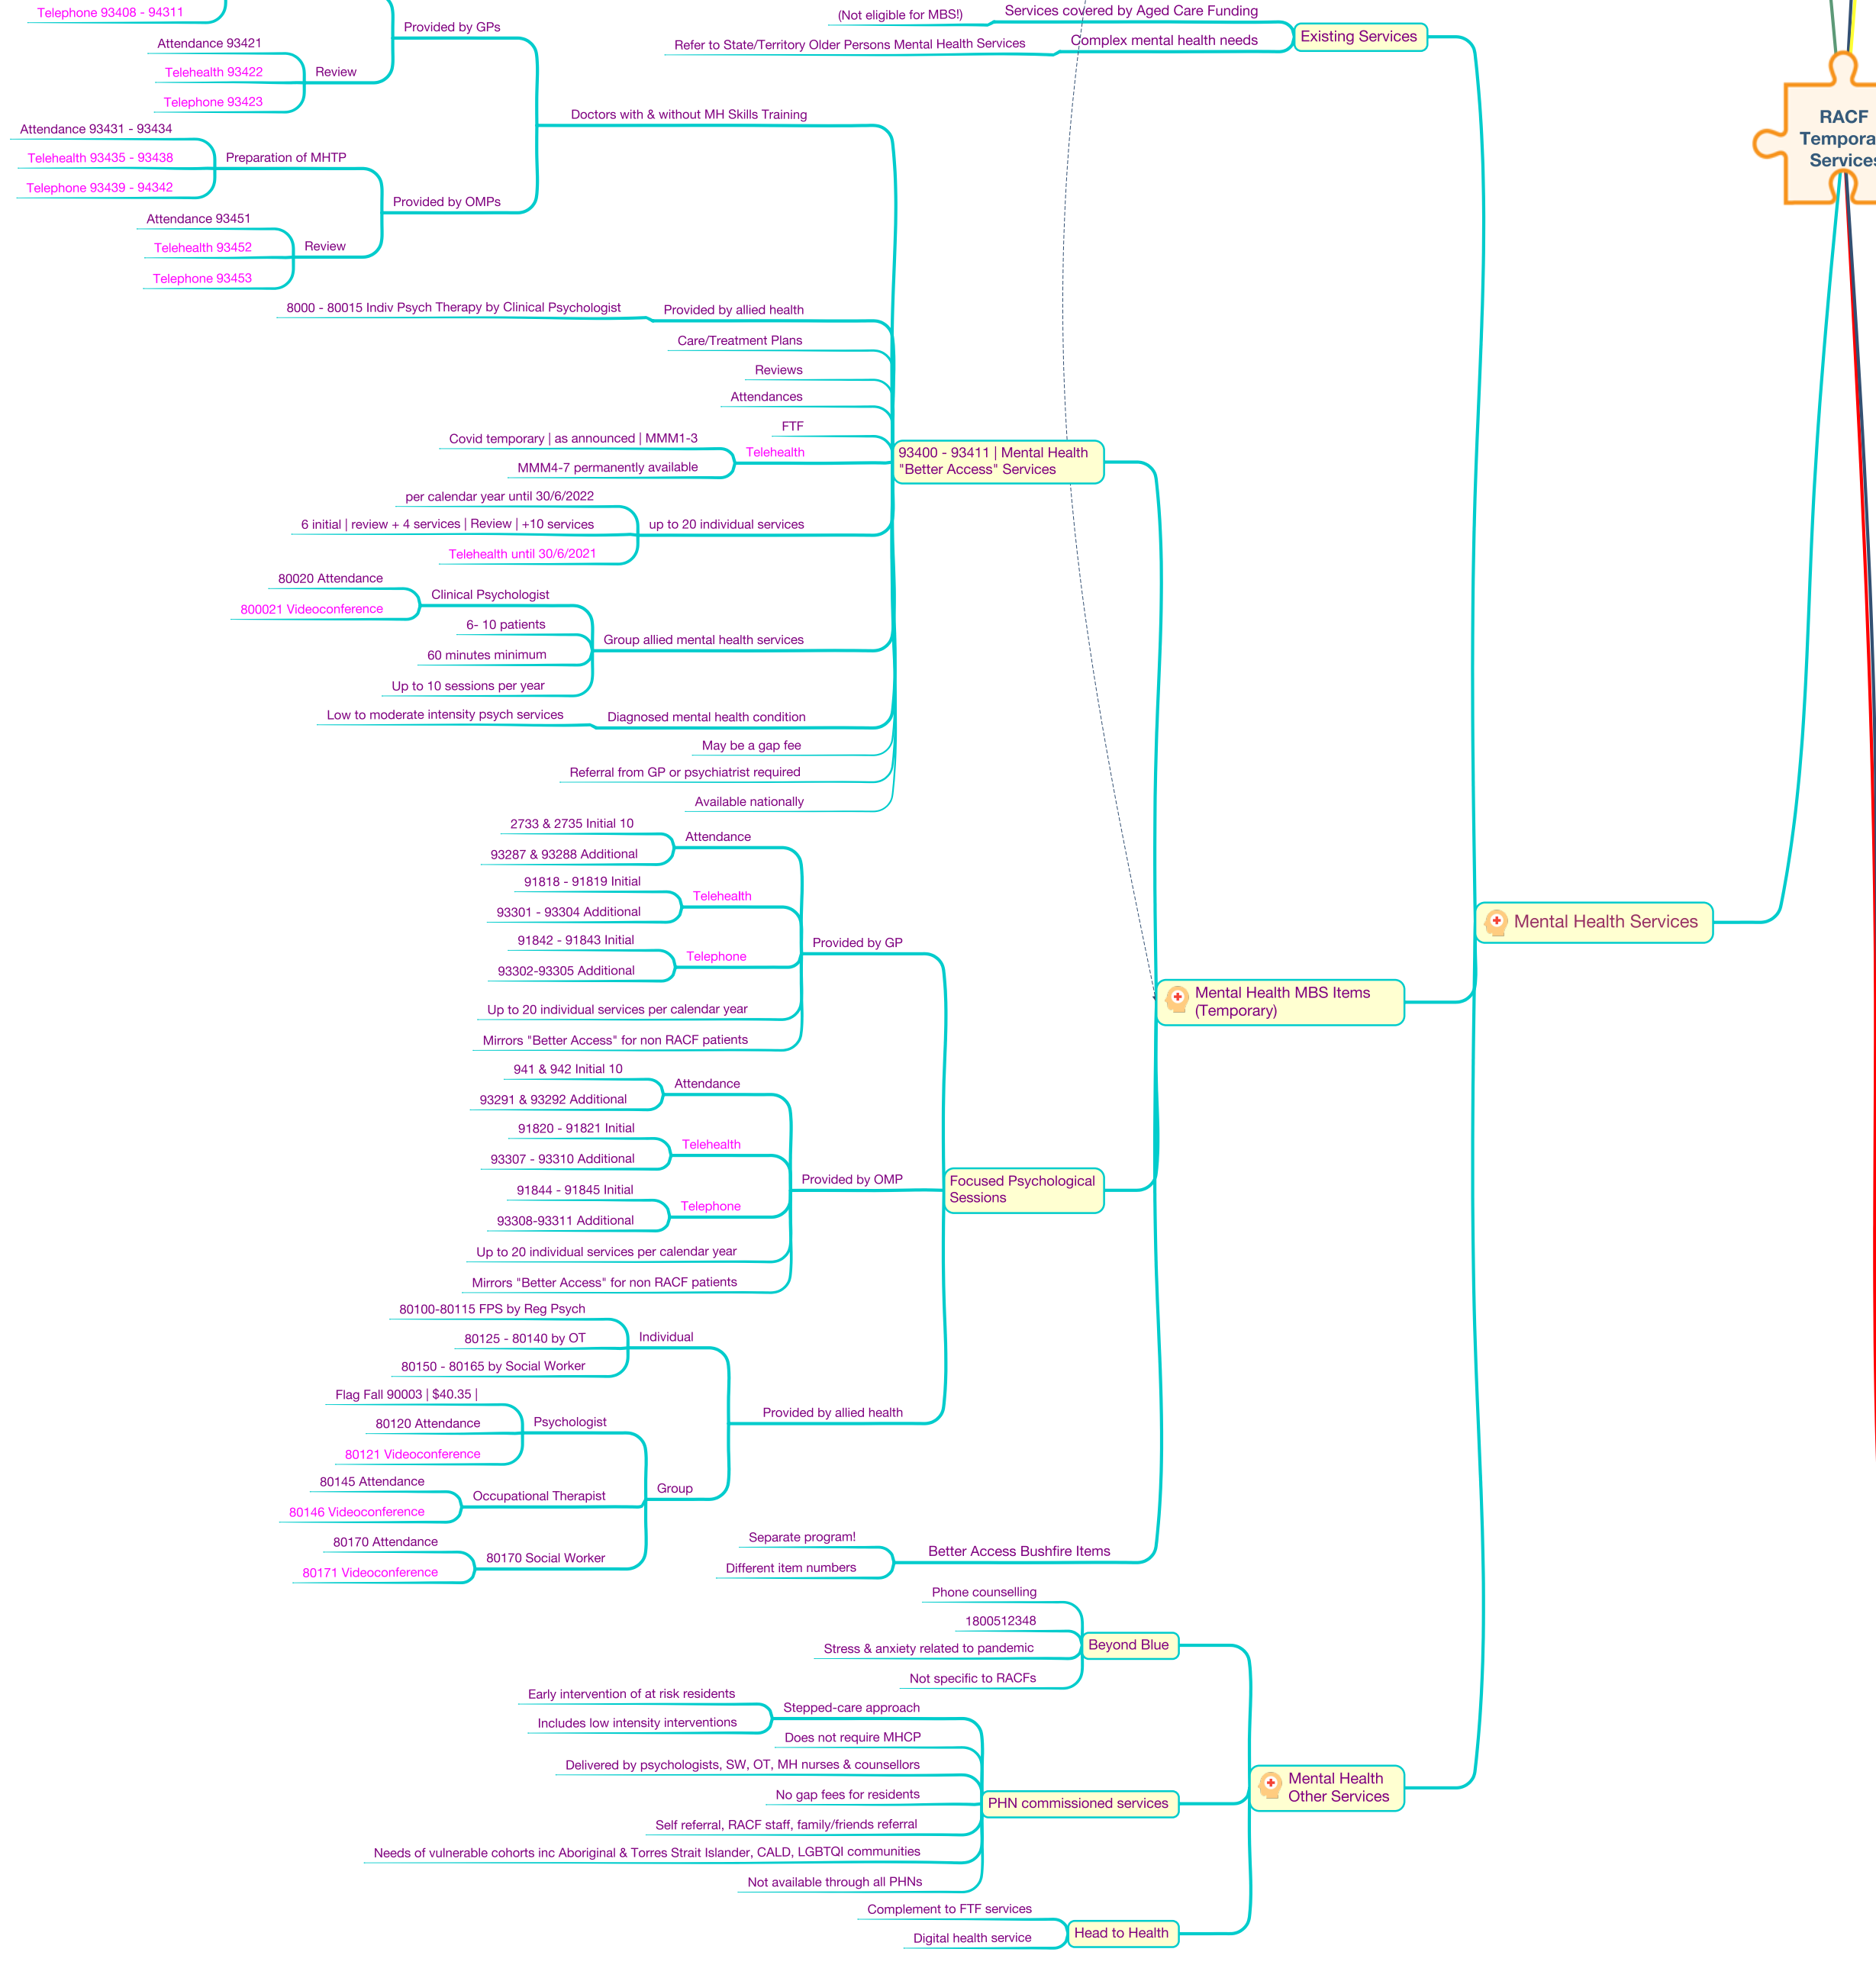 Telephone 93408 - 94311
Provided by GPs
Attendance 93421
Telehealth 93422
Telephone 93423
Review
Doctors with & without MH Skills Training
Attendance 93431 - 93434
Telehealth 93435 - 93438
Telephone 93439 - 94342
Preparation of MHTP
Provided by OMPs
Attendance 93451
Telehealth 93452
Telephone 93453
Review
8000 - 80015 Indiv Psych Therapy by Clinical Psychologist
Provided by allied health
Care/Treatment Plans
Reviews
Attendances
FTF
Covid temporary | as announced | MMM1-3
MMM4-7 permanently available
Telehealth
93400 - 93411 | Mental Health
"Better Access" Services
per calendar year until 30/6/2022
6 initial | review + 4 services | Review | +10 services
Telehealth until 30/6/2021
up to 20 individual services
80020 Attendance
800021 Videoconference
Clinical Psychologist
6- 10 patients
60 minutes minimum
Up to 10 sessions per year
Group allied mental health services
Low to moderate intensity psych services
Diagnosed mental health condition
May be a gap fee
Referral from GP or psychiatrist required
Available nationally
2733 & 2735 Initial 10
93287 & 93288 Additional
Attendance
91818 - 91819 Initial
93301 - 93304 Additional
Telehealth
91842 - 91843 Initial
93302-93305 Additional
Telephone
Up to 20 individual services per calendar year
Mirrors "Better Access" for non RACF patients
Provided by GP
941 & 942 Initial 10
93291 & 93292 Additional
Attendance
91820 - 91821 Initial
93307 - 93310 Additional
Telehealth
91844 - 91845 Initial
93308-93311 Additional
Telephone
Up to 20 individual services per calendar year
Mirrors "Better Access" for non RACF patients
Provided by OMP
Focused Psychological
Sessions
80100-80115 FPS by Reg Psych
80125 - 80140 by OT
80150 - 80165 by Social Worker
Individual
Flag Fall 90003 | $40.35 |
80120 Attendance
80121 Videoconference
Psychologist
80145 Attendance
80146 Videoconference
Occupational Therapist
80170 Attendance
80171 Videoconference
80170 Social Worker
Group
Provided by allied health
Separate program!
Different item numbers
Better Access Bushfire Items
Phone counselling
1800512348
Stress & anxiety related to pandemic
Not specific to RACFs
Beyond Blue
Early intervention of at risk residents
Includes low intensity interventions
Stepped-care approach
Does not require MHCP
Delivered by psychologists, SW, OT, MH nurses & counsellors
No gap fees for residents
Self referral, RACF staff, family/friends referral
Needs of vulnerable cohorts inc Aboriginal & Torres Strait Islander, CALD, LGBTQI communities
Not available through all PHNs
PHN commissioned services
Complement to FTF services
Digital health service
Head to Health
Mental Health
Other Services
(Not eligible for MBS!)
Services covered by Aged Care Funding
Refer to State/Territory Older Persons Mental Health Services
Complex mental health needs
Existing Services
Mental Health MBS Items
(Temporary)
Mental Health Services
RACF
Tempora
Services